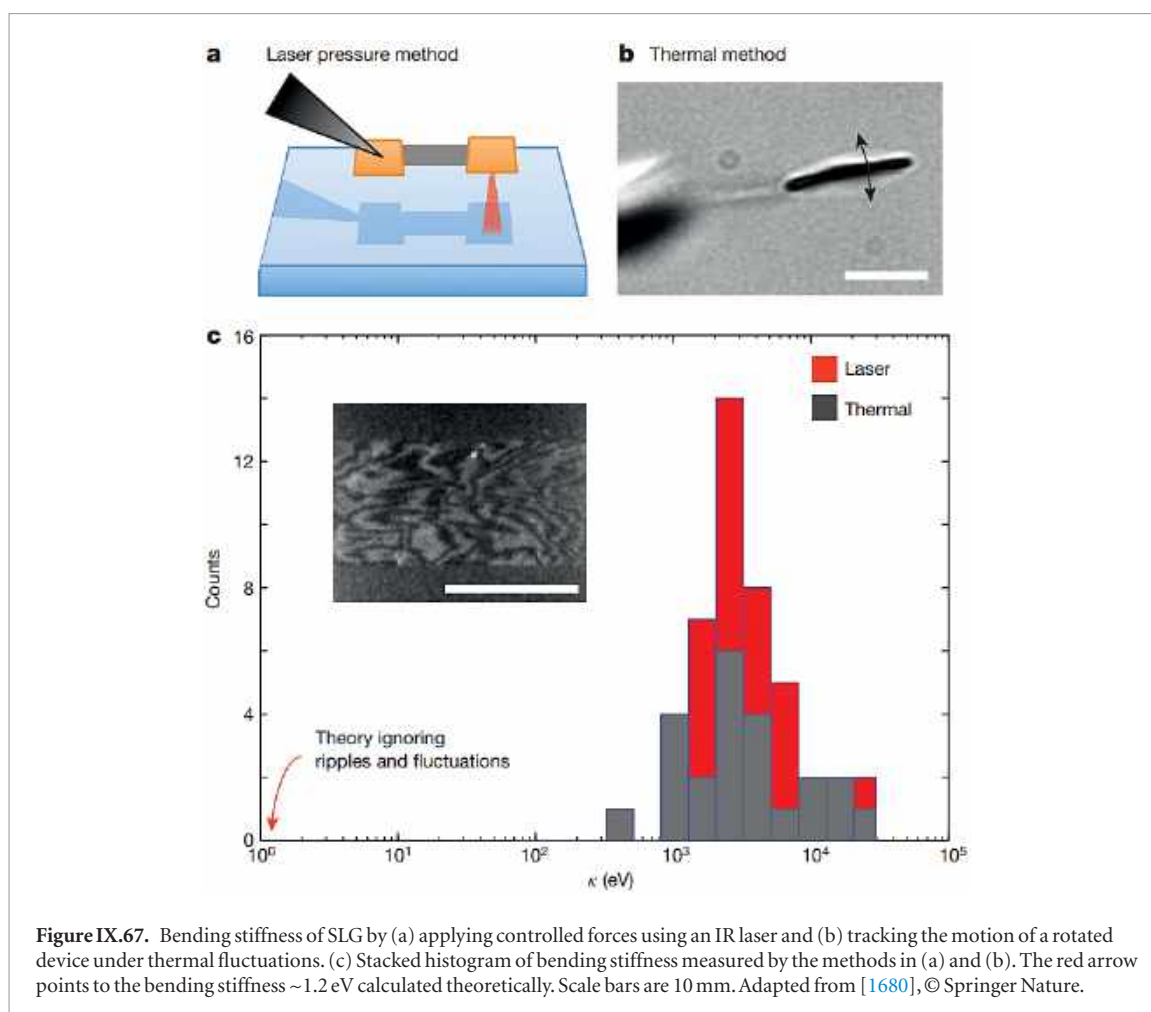 a Laser pressure method
b Thermal method
c
16
12
8
4
0
Counts
Laser
Thermal
Theory ignoring
ripples and fluctuations
10⁰ 10¹ 10² 10³ 10⁴ 10⁵
κ (eV)
Figure IX.67. Bending stiffness of SLG by (a) applying controlled forces using an IR laser and (b) tracking the motion of a rotated
device under thermal fluctuations. (c) Stacked histogram of bending stiffness measured by the methods in (a) and (b). The red arrow
points to the bending stiffness ~1.2 eV calculated theoretically. Scale bars are 10 mm. Adapted from [1680], © Springer Nature.